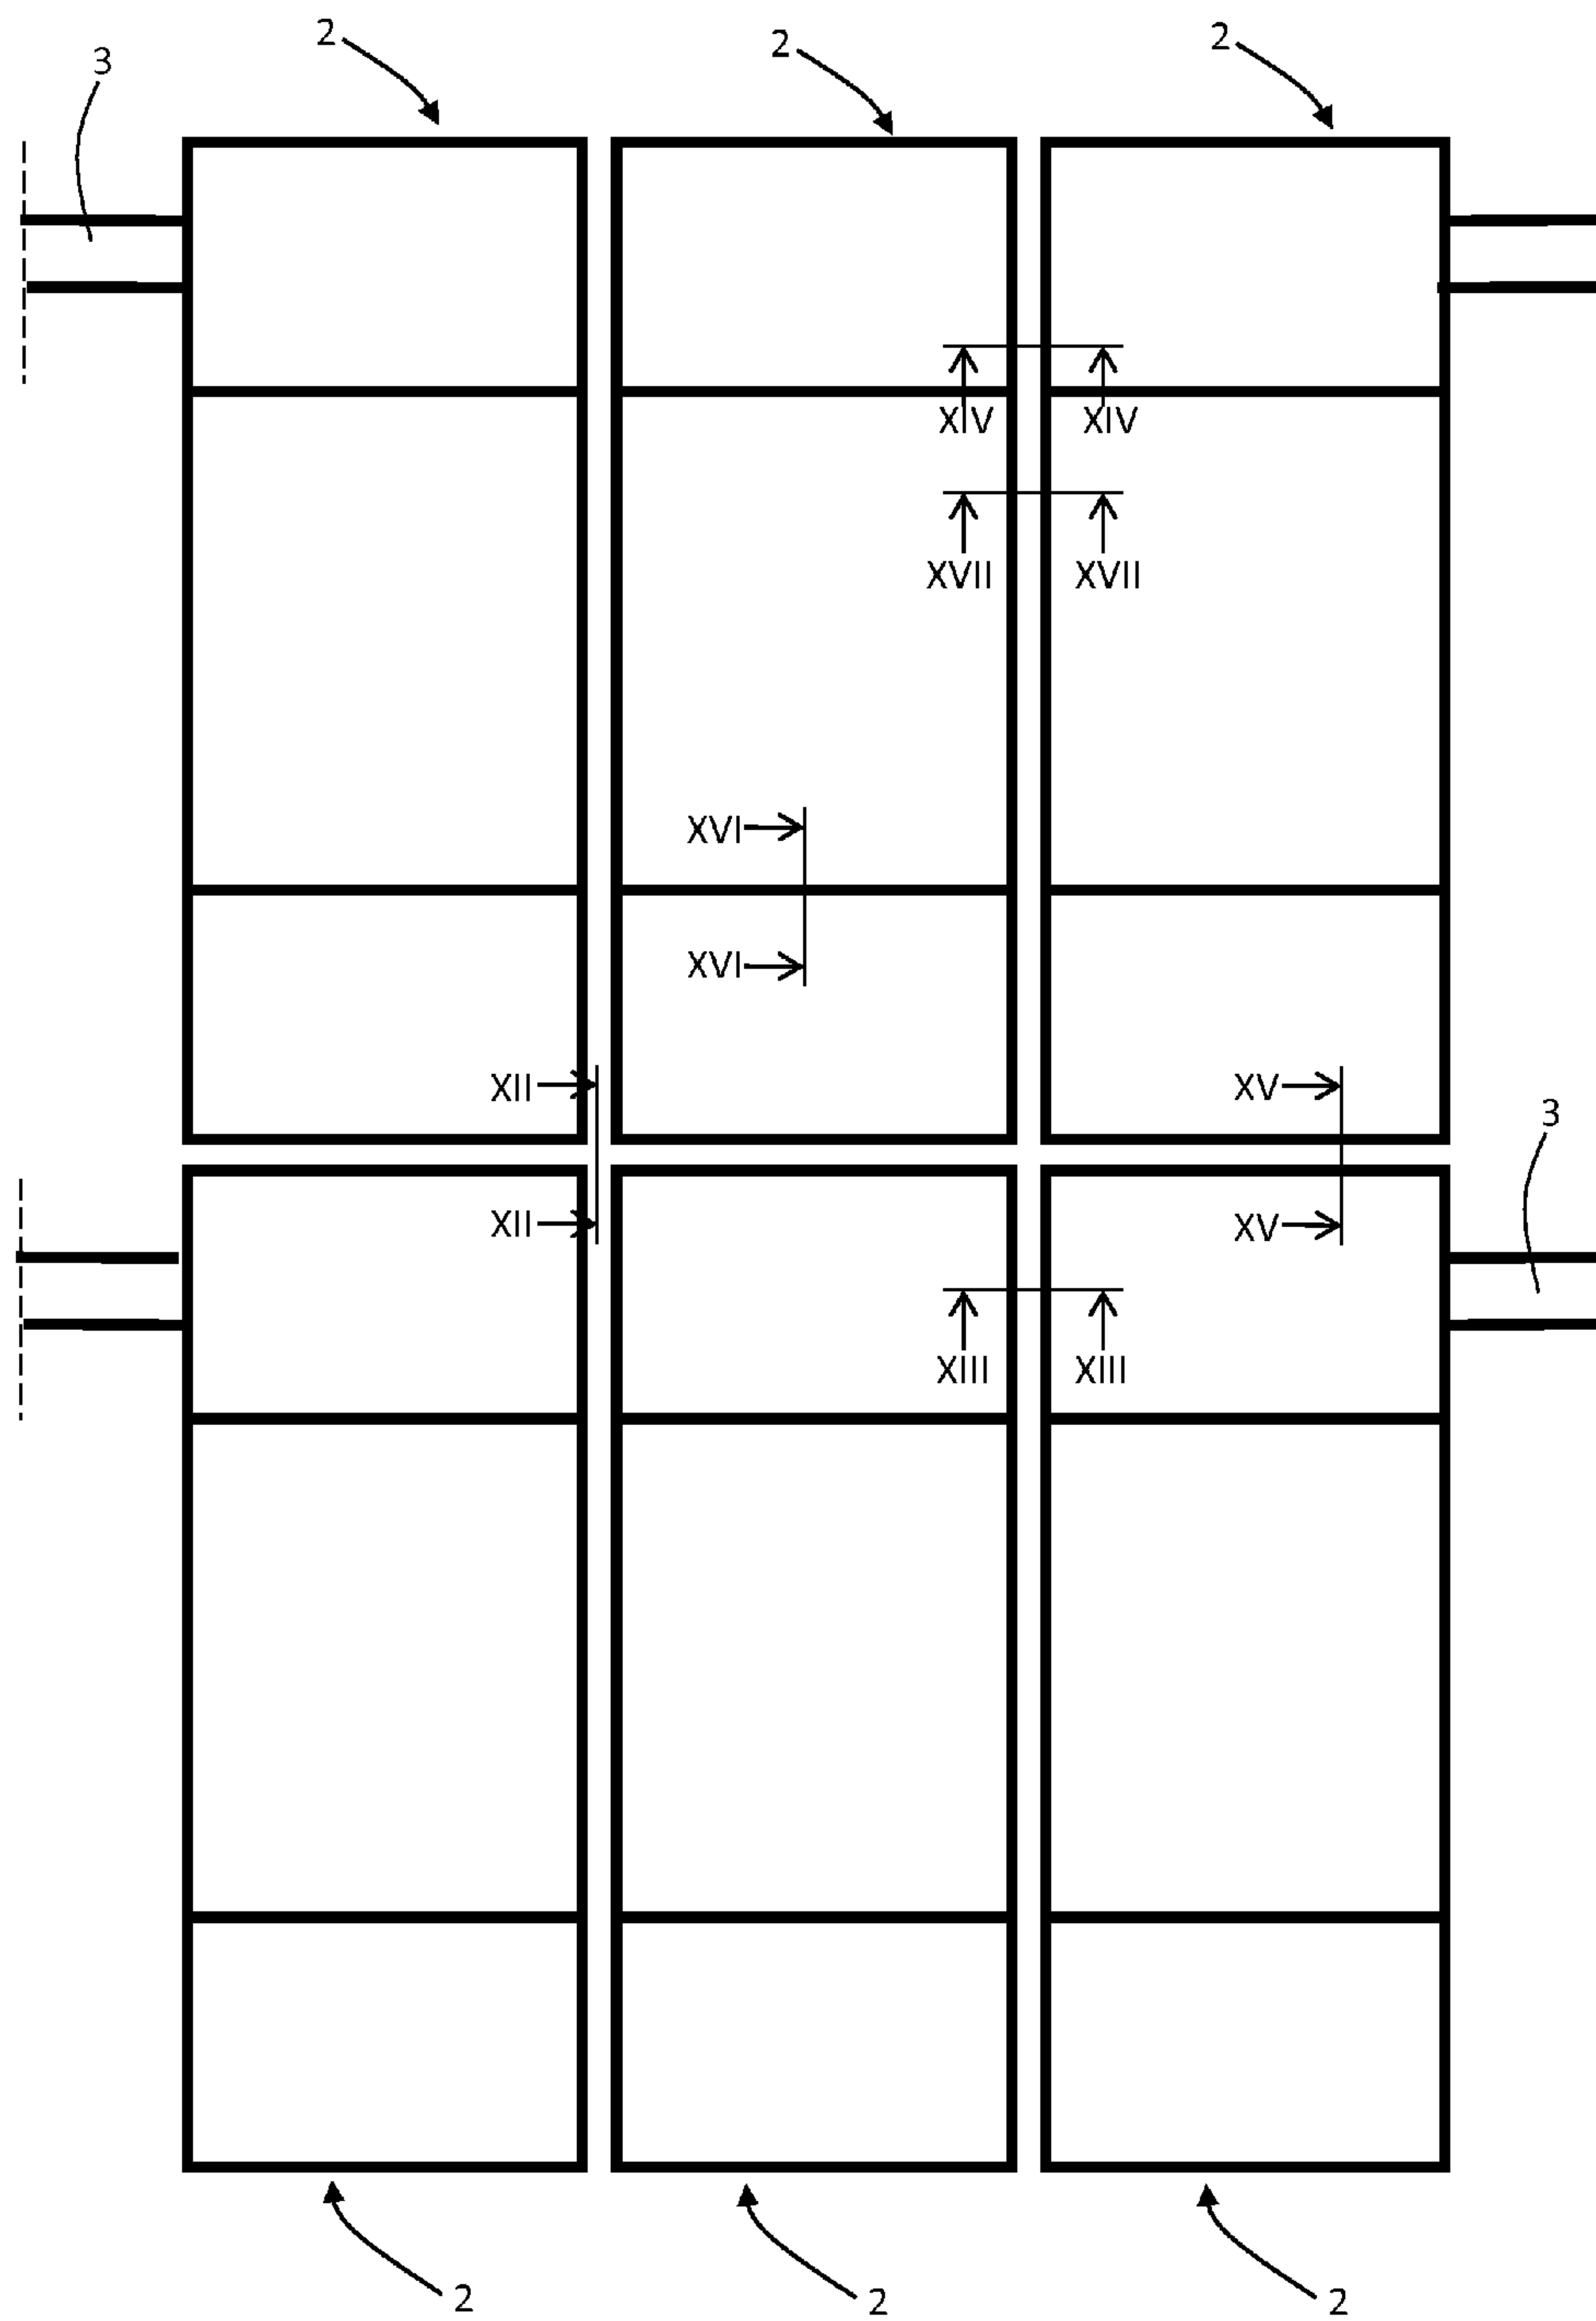 2 2 2
3
XIV XIV
XVII XVII
XVI
XVI
XII XV
3
XII XV
XIII XIII
2 2 2